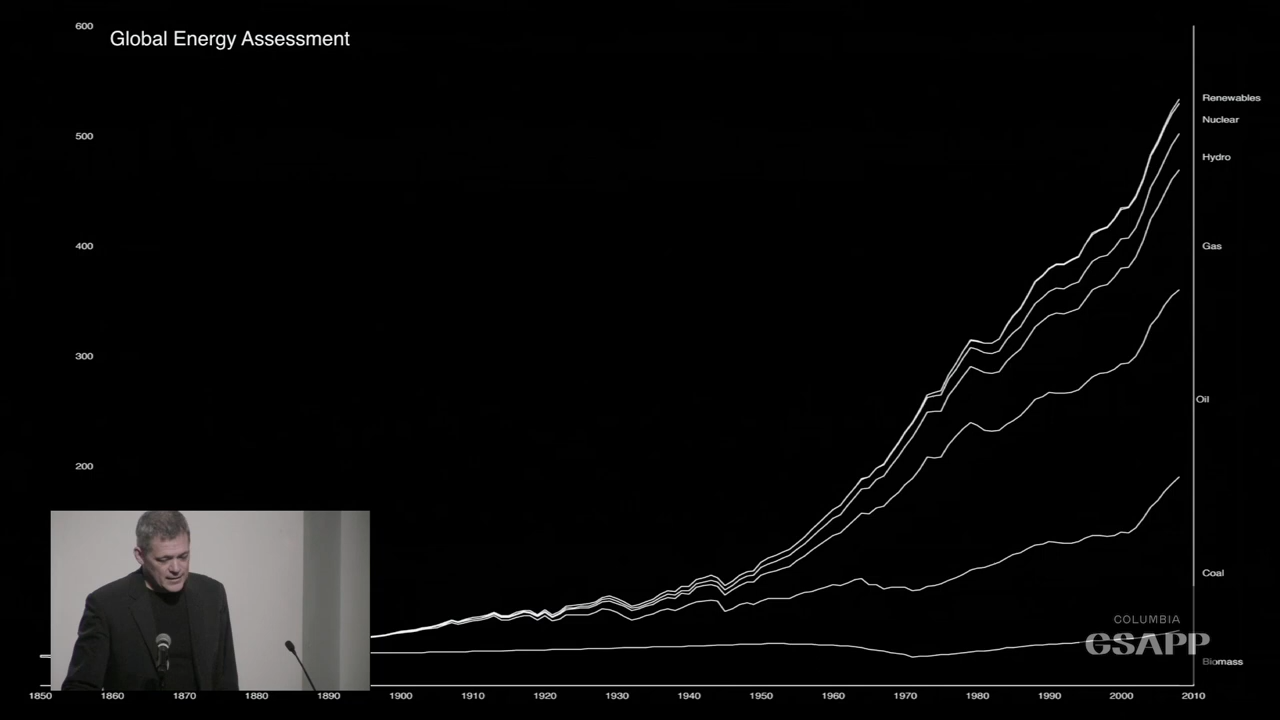 600
Global Energy Assessment
Renewables
Nuclear
500
Hydro
400
Gas
300
Oil
200
Coal
COLUMBIA
GSAPP
Biomass
1850 1860 1870 1880 1890 1900 1910 1920 1930 1940 1950 1960 1970 1980 1990 2000 2010